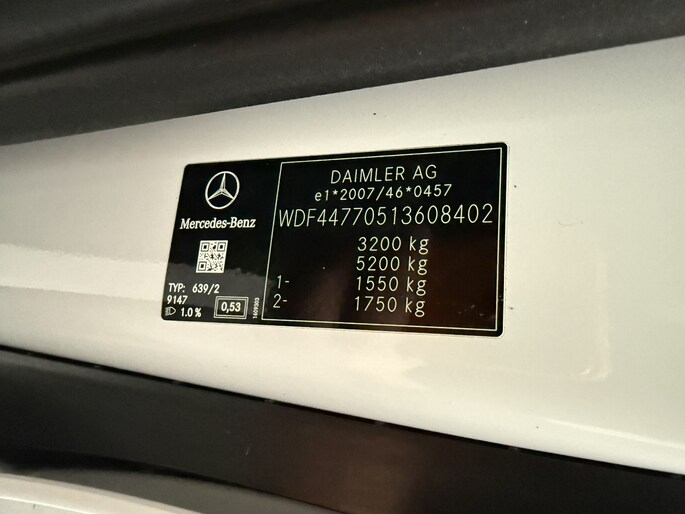 Mercedes-Benz
TYP: 639/2
9147
1.0 %
0,53
1609303
DAIMLER AG
e1*2007/46*0457
WDF44770513608402
3200 kg
5200 kg
1- 1550 kg
2- 1750 kg